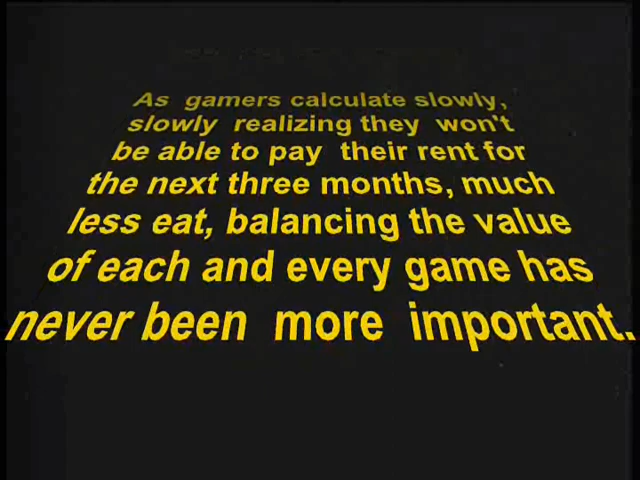 As gamers calculate slowly,
slowly realizing they won't
be able to pay their rent for
the next three months, much
less eat, balancing the value
of each and every game has
never been more important.